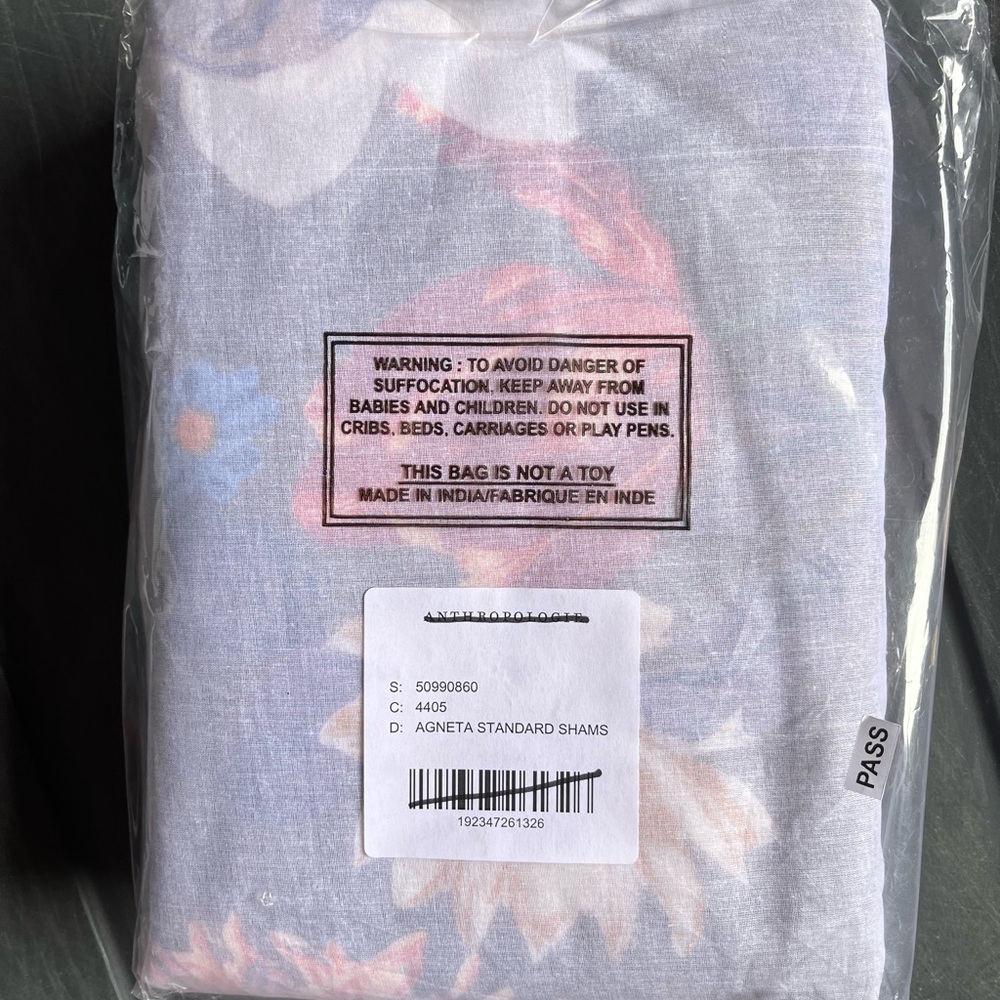 WARNING : TO AVOID DANGER OF
SUFFOCATION. KEEP AWAY FROM
BABIES AND CHILDREN. DO NOT USE IN
CRIBS, BEDS, CARRIAGES OR PLAY PENS.
THIS BAG IS NOT A TOY
MADE IN INDIA/FABRIQUE EN INDE
ANTHROPOLOGIE
S: 50990860
C: 4405
D: AGNETA STANDARD SHAMS
192347261326
PASS